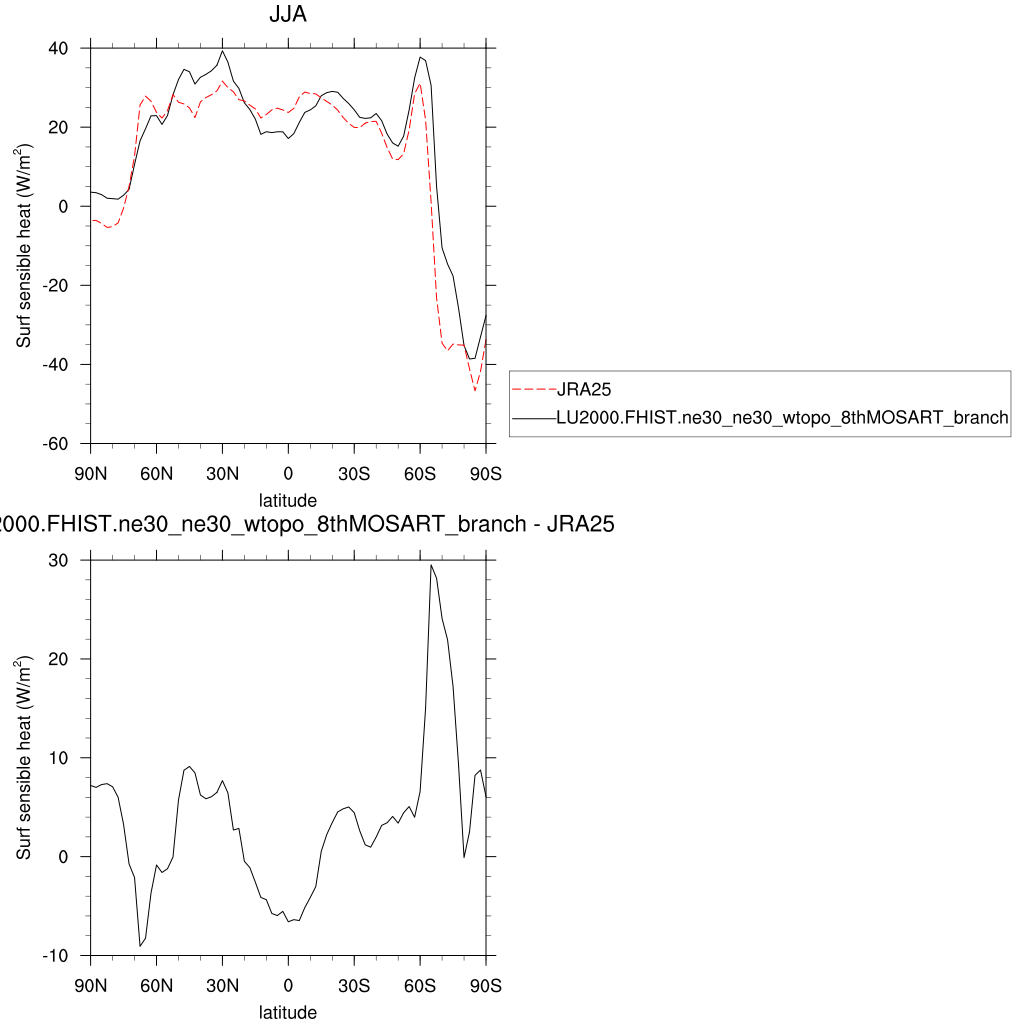 JJA
Surf sensible heat (W/m²)
40
20
0
-20
-40
-60
90N 60N 30N 0 30S 60S 90S
latitude
JRA25
LU2000.FHIST.ne30_ne30_wtopo_8thMOSART_branch
2000.FHIST.ne30_ne30_wtopo_8thMOSART_branch - JRA25
Surf sensible heat (W/m²)
30
20
10
0
-10
90N 60N 30N 0 30S 60S 90S
latitude